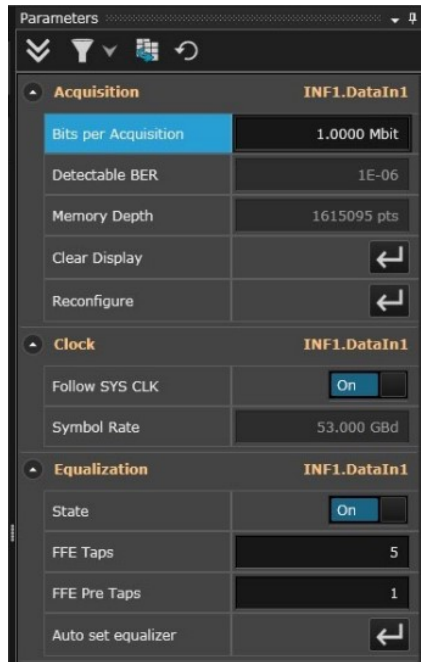 Parameters
Acquisition INF1.DataIn1
Bits per Acquisition 1.0000 Mbit
Detectable BER 1E-06
Memory Depth 1615095 pts
Clear Display
Reconfigure
Clock INF1.DataIn1
Follow SYS CLK On
Symbol Rate 53.000 GBd
Equalization INF1.DataIn1
State On
FFE Taps 5
FFE Pre Taps 1
Auto set equalizer